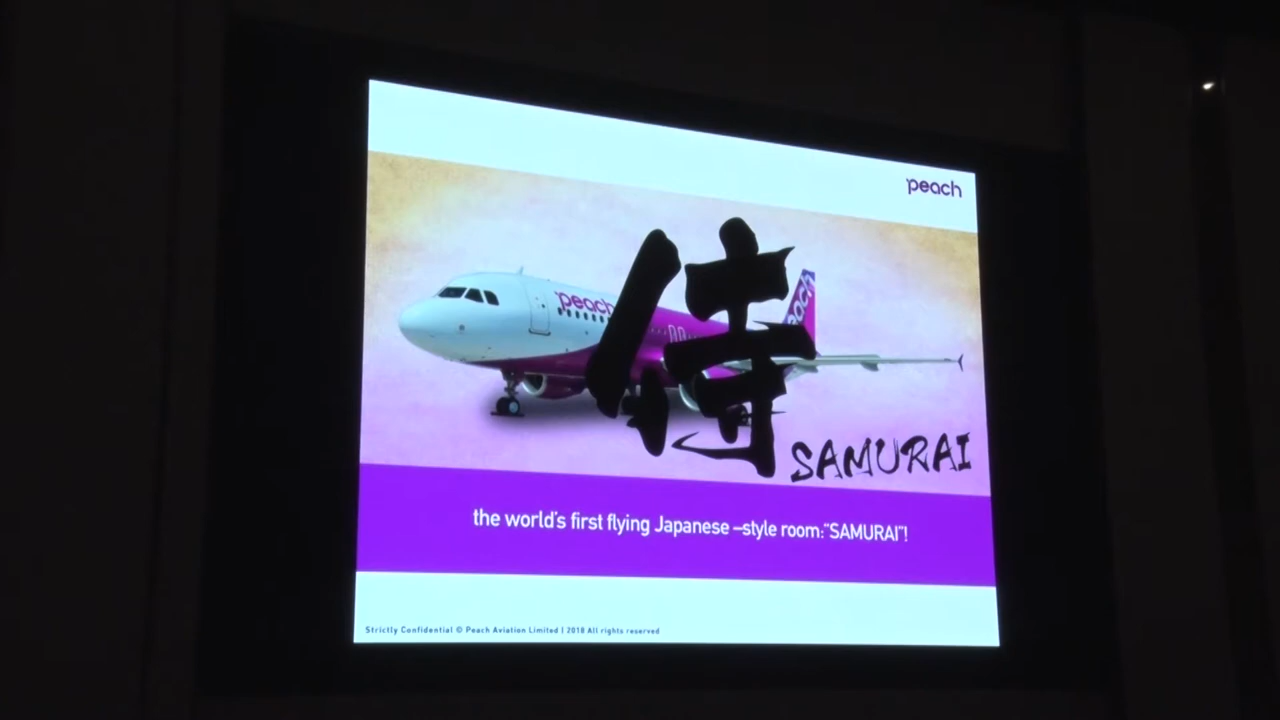 peach
peach
peach
侍
SAMURAI
the world's first flying Japanese –style room:"SAMURAI"!
Strictly Confidential © Peach Aviation Limited | 2018 All rights reserved